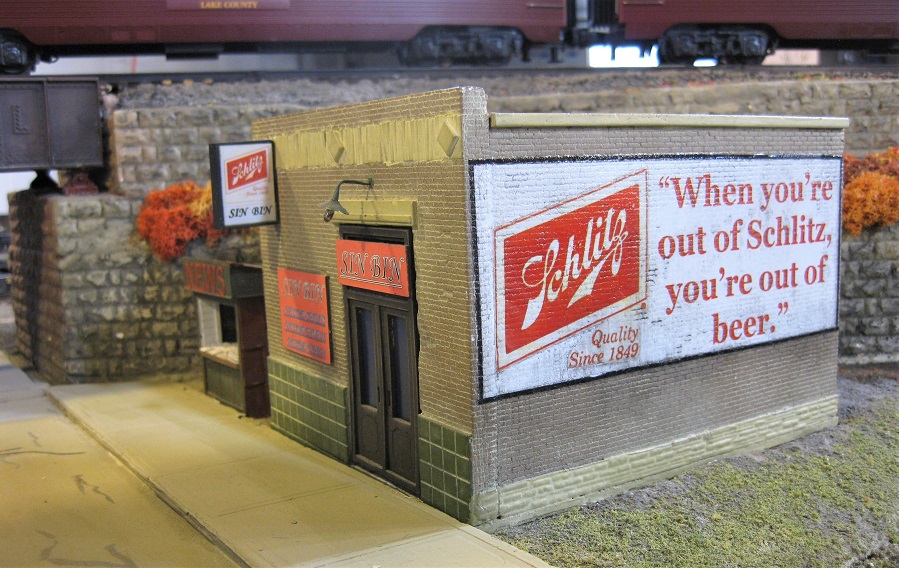 LAKE COUNTY
L
Schlitz
SIN BIN
SIN BIN
SIN BIN
Schlitz
Quality
Since 1849
“When you’re
out of Schlitz,
you’re out of
beer.”